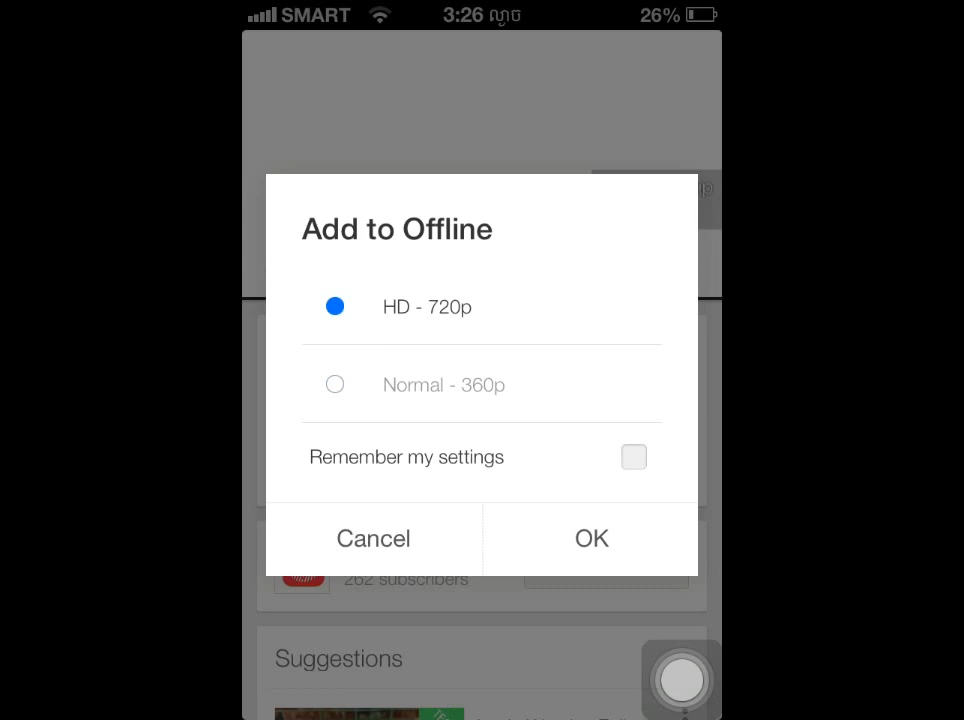 SMART 3:26 ល្ងាច 26%
Add to Offline
HD - 720p
Normal - 360p
Remember my settings
Cancel OK
262 subscribers
Suggestions